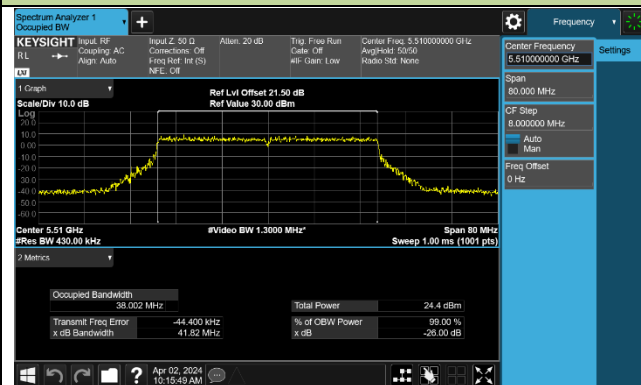 Spectrum Analyzer 1
Occupied BW
Frequency
KEYSIGHT
RL
LXI
Input: RF
Coupling: AC
Align: Auto
Input Z: 50 Ω
Corrections: Off
Freq Ref: Int (S)
NFE: Off
Atten: 20 dB
Trig: Free Run
Gate: Off
#IF Gain: Low
Center Freq: 5.510000000 GHz
Avg|Hold: 50/50
Radio Std: None
Center Frequency
5.510000000 GHz
Settings
Span
80.000 MHz
CF Step
8.000000 MHz
Auto
Man
Freq Offset
0 Hz
1 Graph
Scale/Div 10.0 dB
Ref Lvl Offset 21.50 dB
Ref Value 30.00 dBm
Log
20.0
10.0
0.00
-10.0
-20.0
-30.0
-40.0
-50.0
-60.0
Center 5.51 GHz
#Video BW 1.3000 MHz*
Span 80 MHz
#Res BW 430.00 kHz
Sweep 1.00 ms (1001 pts)
2 Metrics
Occupied Bandwidth
38.002 MHz
Total Power
24.4 dBm
Transmit Freq Error
-44.400 kHz
% of OBW Power
99.00 %
x dB Bandwidth
41.82 MHz
x dB
-26.00 dB
Apr 02, 2024
10:15:49 AM